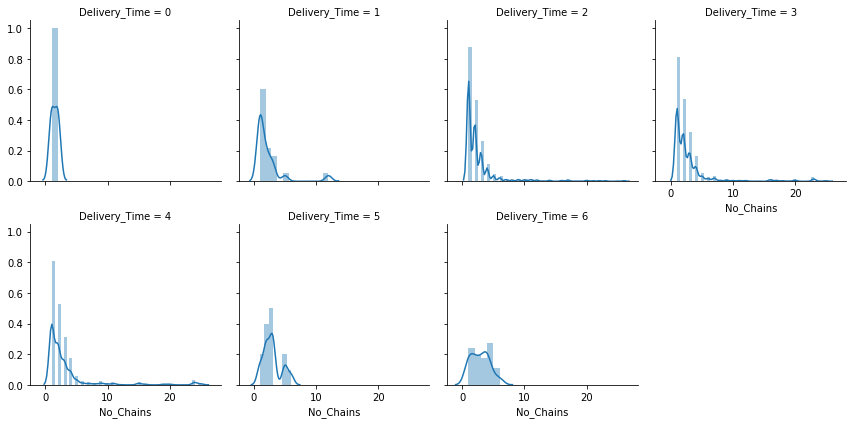 Delivery_Time = 0 Delivery_Time = 1 Delivery_Time = 2 Delivery_Time = 3
1.0
0.8
0.6
0.4
0.2
0.0
0 10 20
No_Chains
Delivery_Time = 4 Delivery_Time = 5 Delivery_Time = 6
1.0
0.8
0.6
0.4
0.2
0.0
0 10 20 0 10 20 0 10 20
No_Chains No_Chains No_Chains